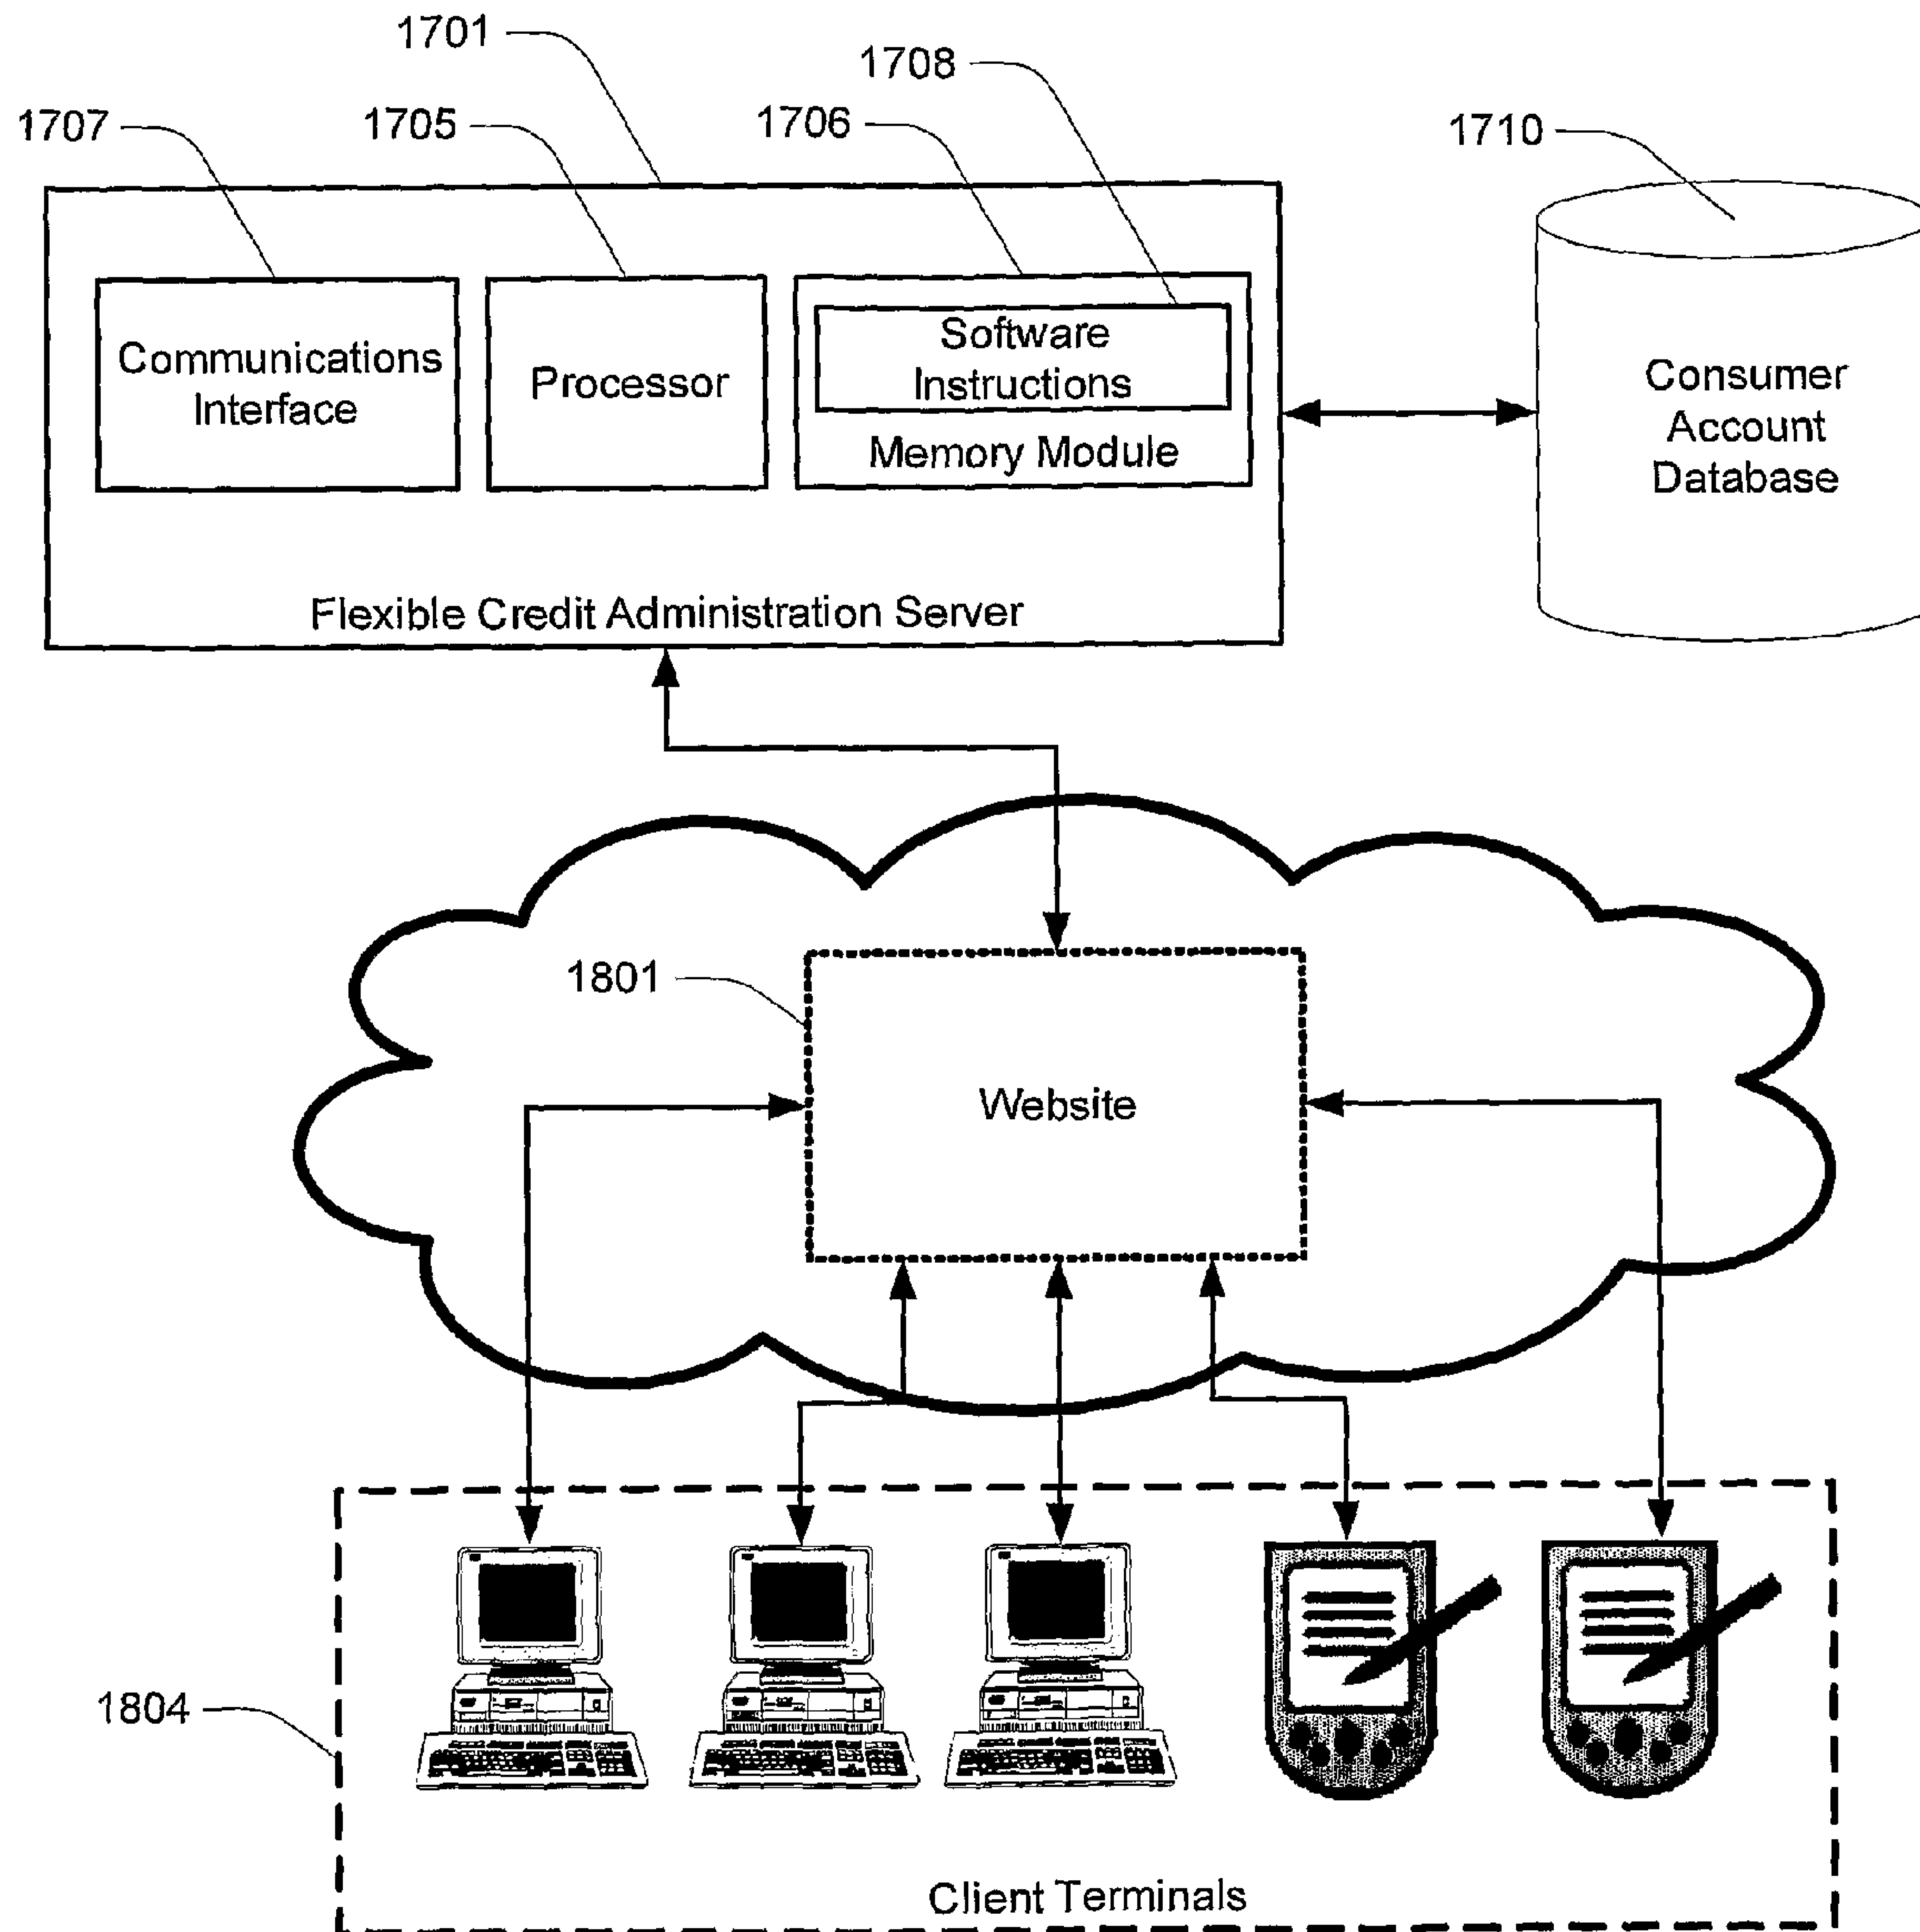 1701
1708
1707
1705
1706
1710
Communications
Interface
Processor
Software
Instructions
Memory Module
Consumer
Account
Database
Flexible Credit Administration Server
1801
Website
1804
Client Terminals